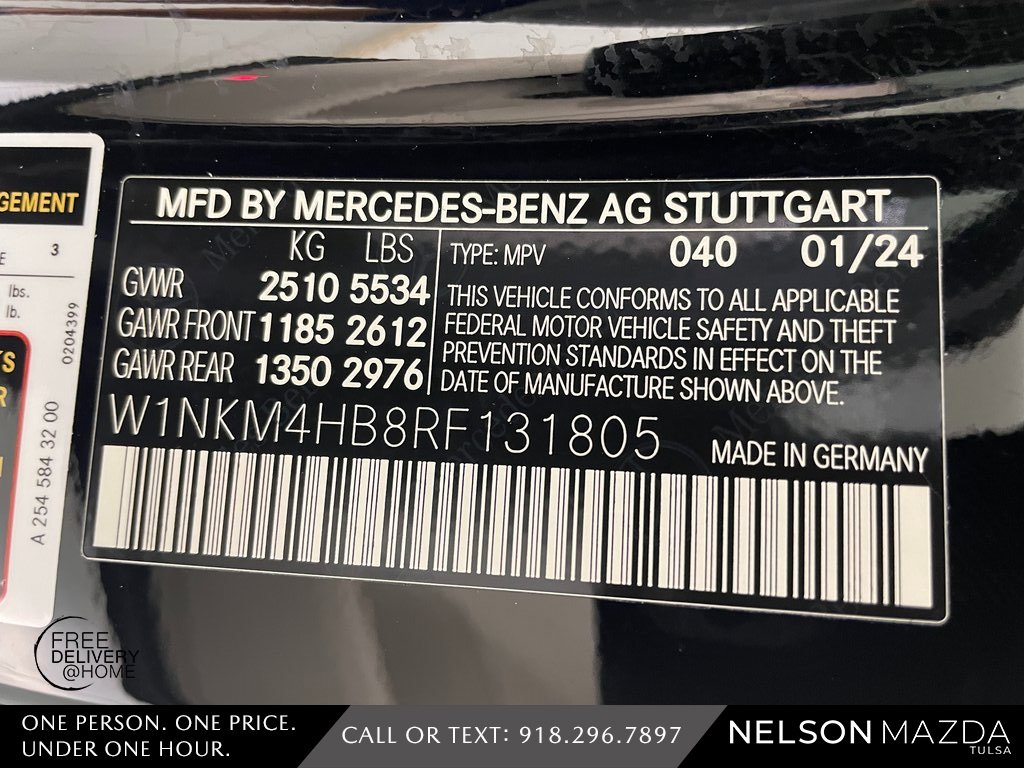 GEMENT
3
lbs.
lb.
0204399
A 254 584 32 00
MFD BY MERCEDES-BENZ AG STUTTGART
KG LBS
GVWR 2510 5534
GAWR FRONT 1185 2612
GAWR REAR 1350 2976
TYPE: MPV 040 01/24
THIS VEHICLE CONFORMS TO ALL APPLICABLE
FEDERAL MOTOR VEHICLE SAFETY AND THEFT
PREVENTION STANDARDS IN EFFECT ON THE
DATE OF MANUFACTURE SHOWN ABOVE.
W1NKM4HB8RF131805
MADE IN GERMANY
FREE
DELIVERY
@HOME
ONE PERSON. ONE PRICE.
UNDER ONE HOUR.
CALL OR TEXT: 918.296.7897
NELSON MAZDA
TULSA